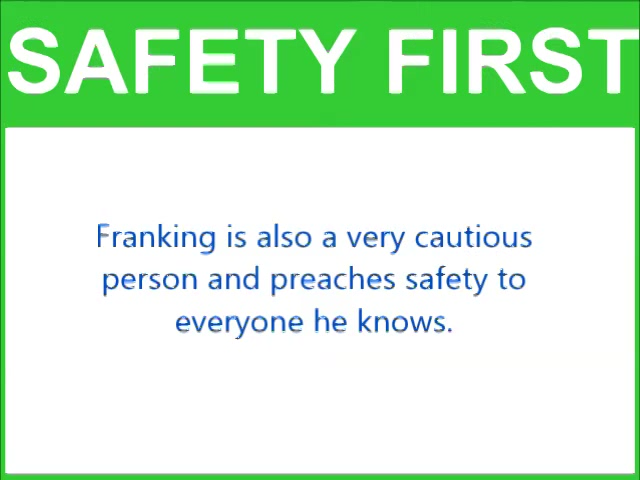 SAFETY FIRST
Franking is also a very cautious
person and preaches safety to
everyone he knows.